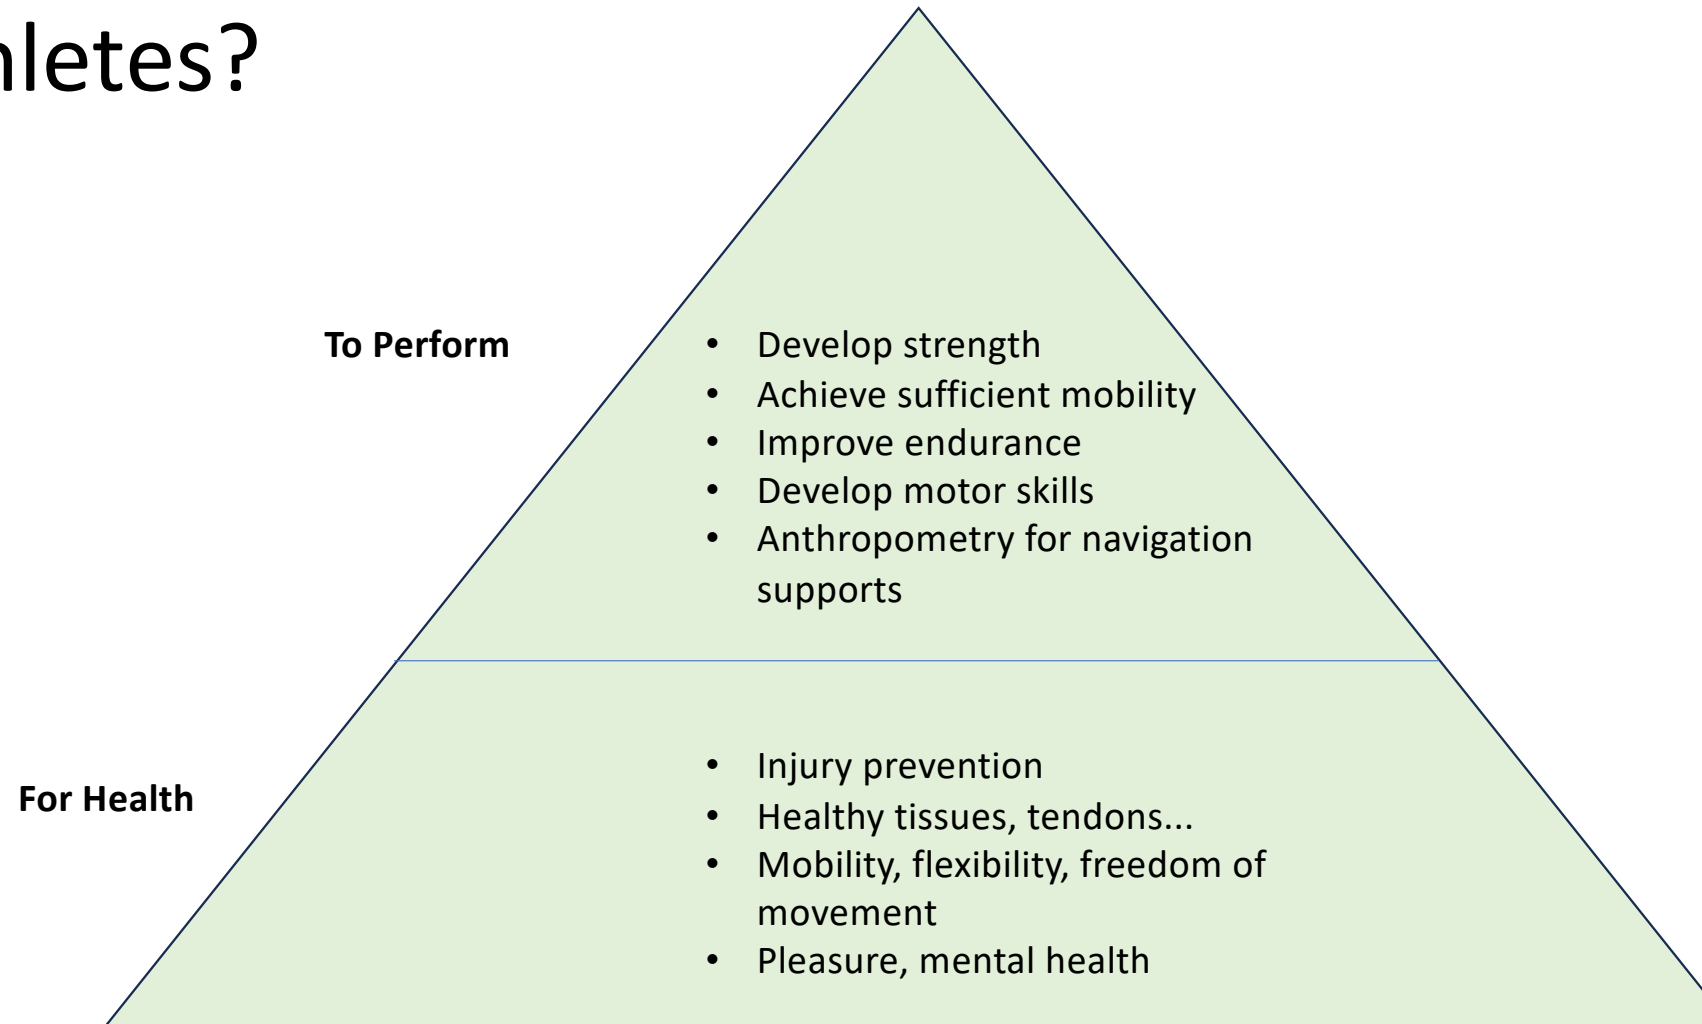 hletes?
To Perform
• Develop strength
• Achieve sufficient mobility
• Improve endurance
• Develop motor skills
• Anthropometry for navigation
supports
For Health
• Injury prevention
• Healthy tissues, tendons...
• Mobility, flexibility, freedom of
movement
• Pleasure, mental health